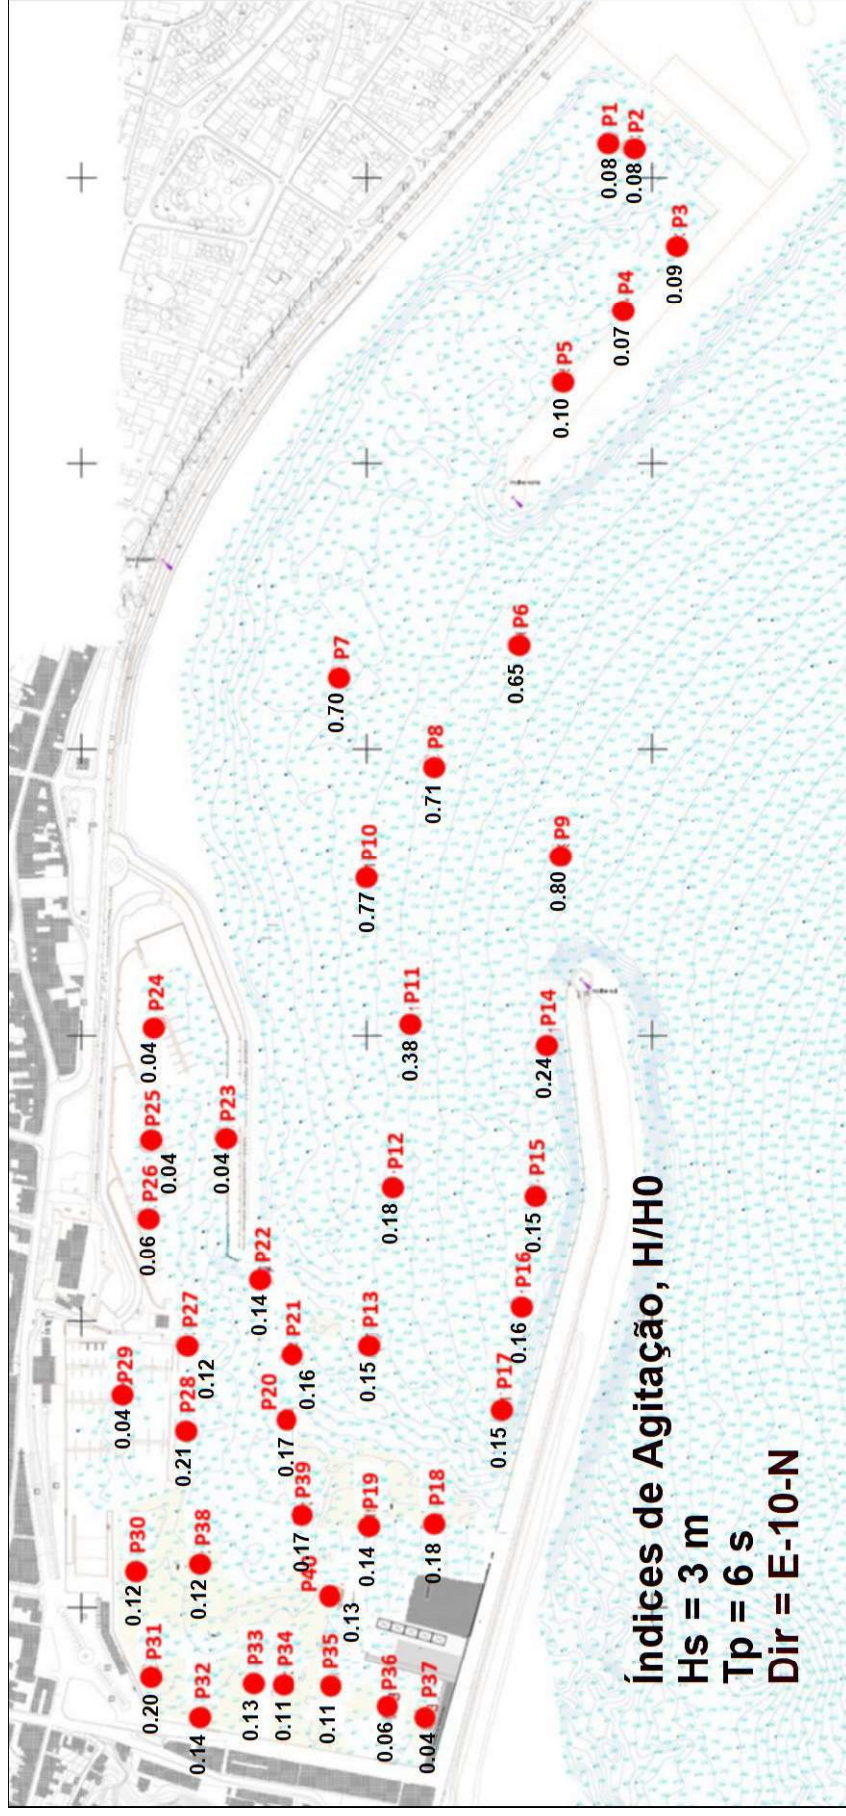 P1
0.08
P2
0.08
P3
0.09
P4
0.07
P5
0.10
P6
0.65
P7
0.70
P8
0.71
P9
0.80
P10
0.77
P11
0.38
P12
0.18
P13
0.15
P14
0.24
P15
0.15
P16
0.16
P17
0.15
P18
0.18
P19
0.14
P20
0.17
P21
0.16
P22
0.14
P23
0.04
P24
0.04
P25
0.04
P26
0.06
P27
0.12
P28
0.21
P29
0.04
P30
0.12
P31
0.20
P32
0.14
P33
0.13
P34
0.11
P35
0.11
P36
0.06
P37
0.04
P38
0.12
P39
0.17
P40
0.13
Índices de Agitação, H/H0
Hs = 3 m
Tp = 6 s
Dir = E-10-N